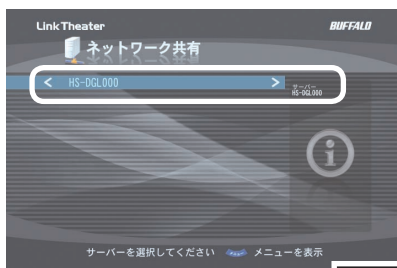 LinkTheater
BUFFALO
ネットワーク共有
< HS-DGL000 >
サーバー
HS-DGL000
サーバーを選択してください
メニューを表示